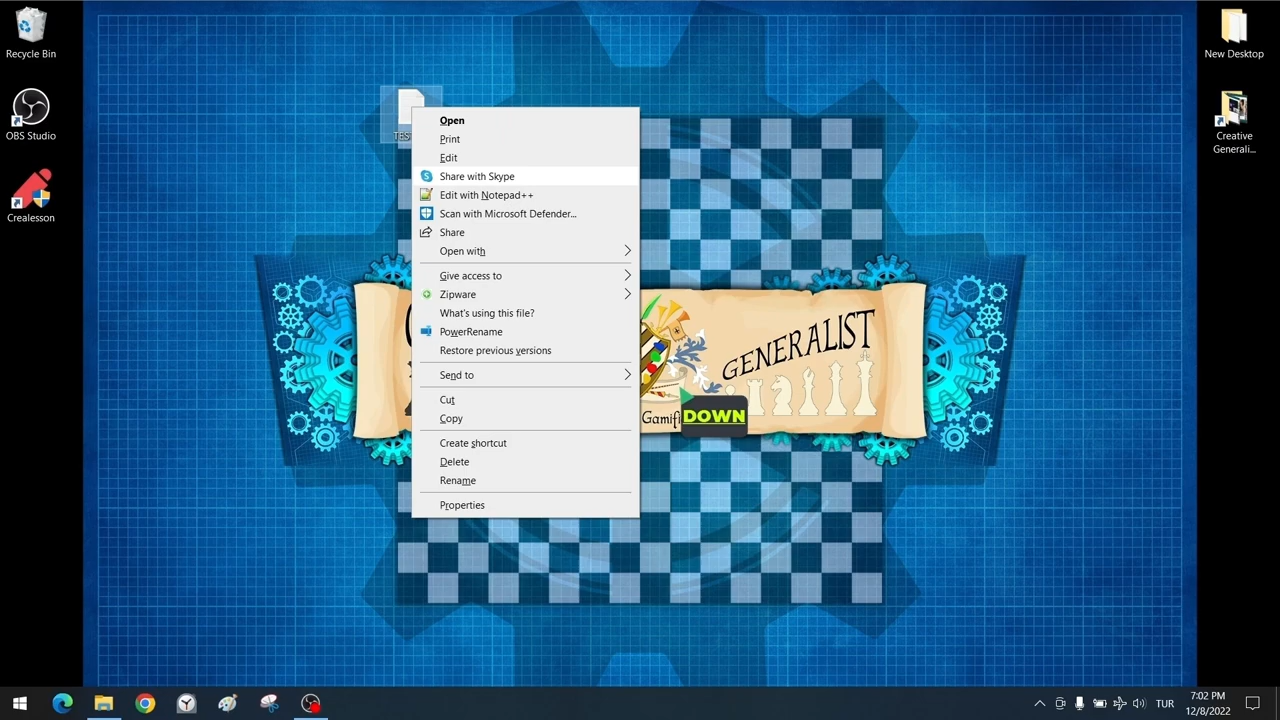 Recycle Bin
OBS Studio
Crealesson
New Desktop
Creative
Generali...
Open
Print
Edit
Share with Skype
Edit with Notepad++
Scan with Microsoft Defender...
Share
Open with
Give access to
Zipware
What's using this file?
PowerRename
Restore previous versions
Send to
Cut
Copy
Create shortcut
Delete
Rename
Properties
GENERALIST
DOWN
TUR
7:02 PM
12/8/2022